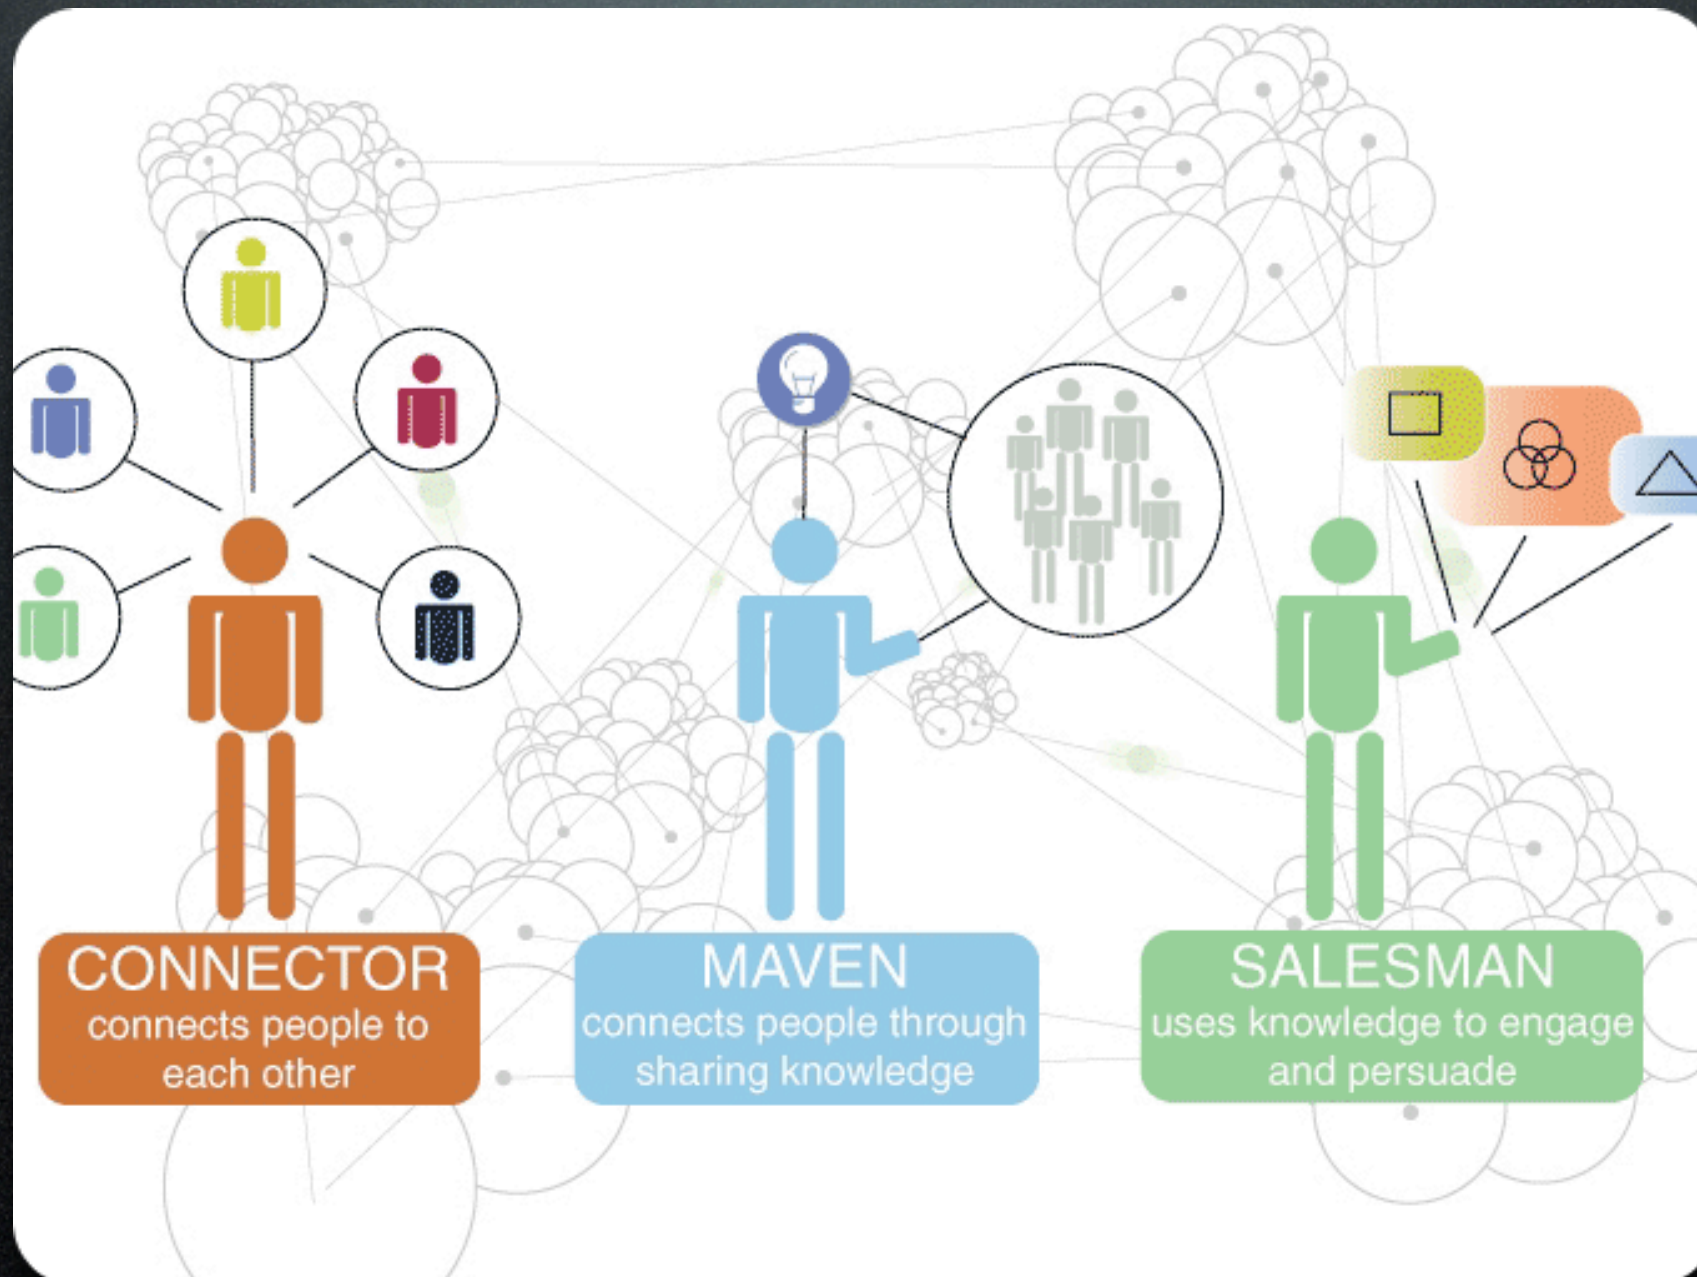 CONNECTOR
connects people to
each other
MAVEN
connects people through
sharing knowledge
SALESMAN
uses knowledge to engage
and persuade